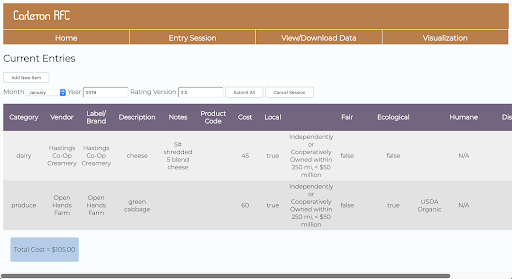 Carleton RFC
Home Entry Session View/Download Data Visualization
Current Entries
Add New Item
Month January Year 2019 Rating Version 2.0 Submit All Cancel Session
Category Vendor Label/ Brand Description Notes Product Code Cost Local Fair Ecological Humane Dis
dairy Hastings Co-Op Creamery Hastings Co-Op Creamery cheese 5# shredded 5 blend cheese 45 true Independently or Cooperatively Owned within 250 mi, < $50 million false false N/A
produce Open Hands Farm Open Hands Farm green cabbage 60 true Independently or Cooperatively Owned within 250 mi, < $50 million false true USDA Organic N/A
Total Cost = $105.00